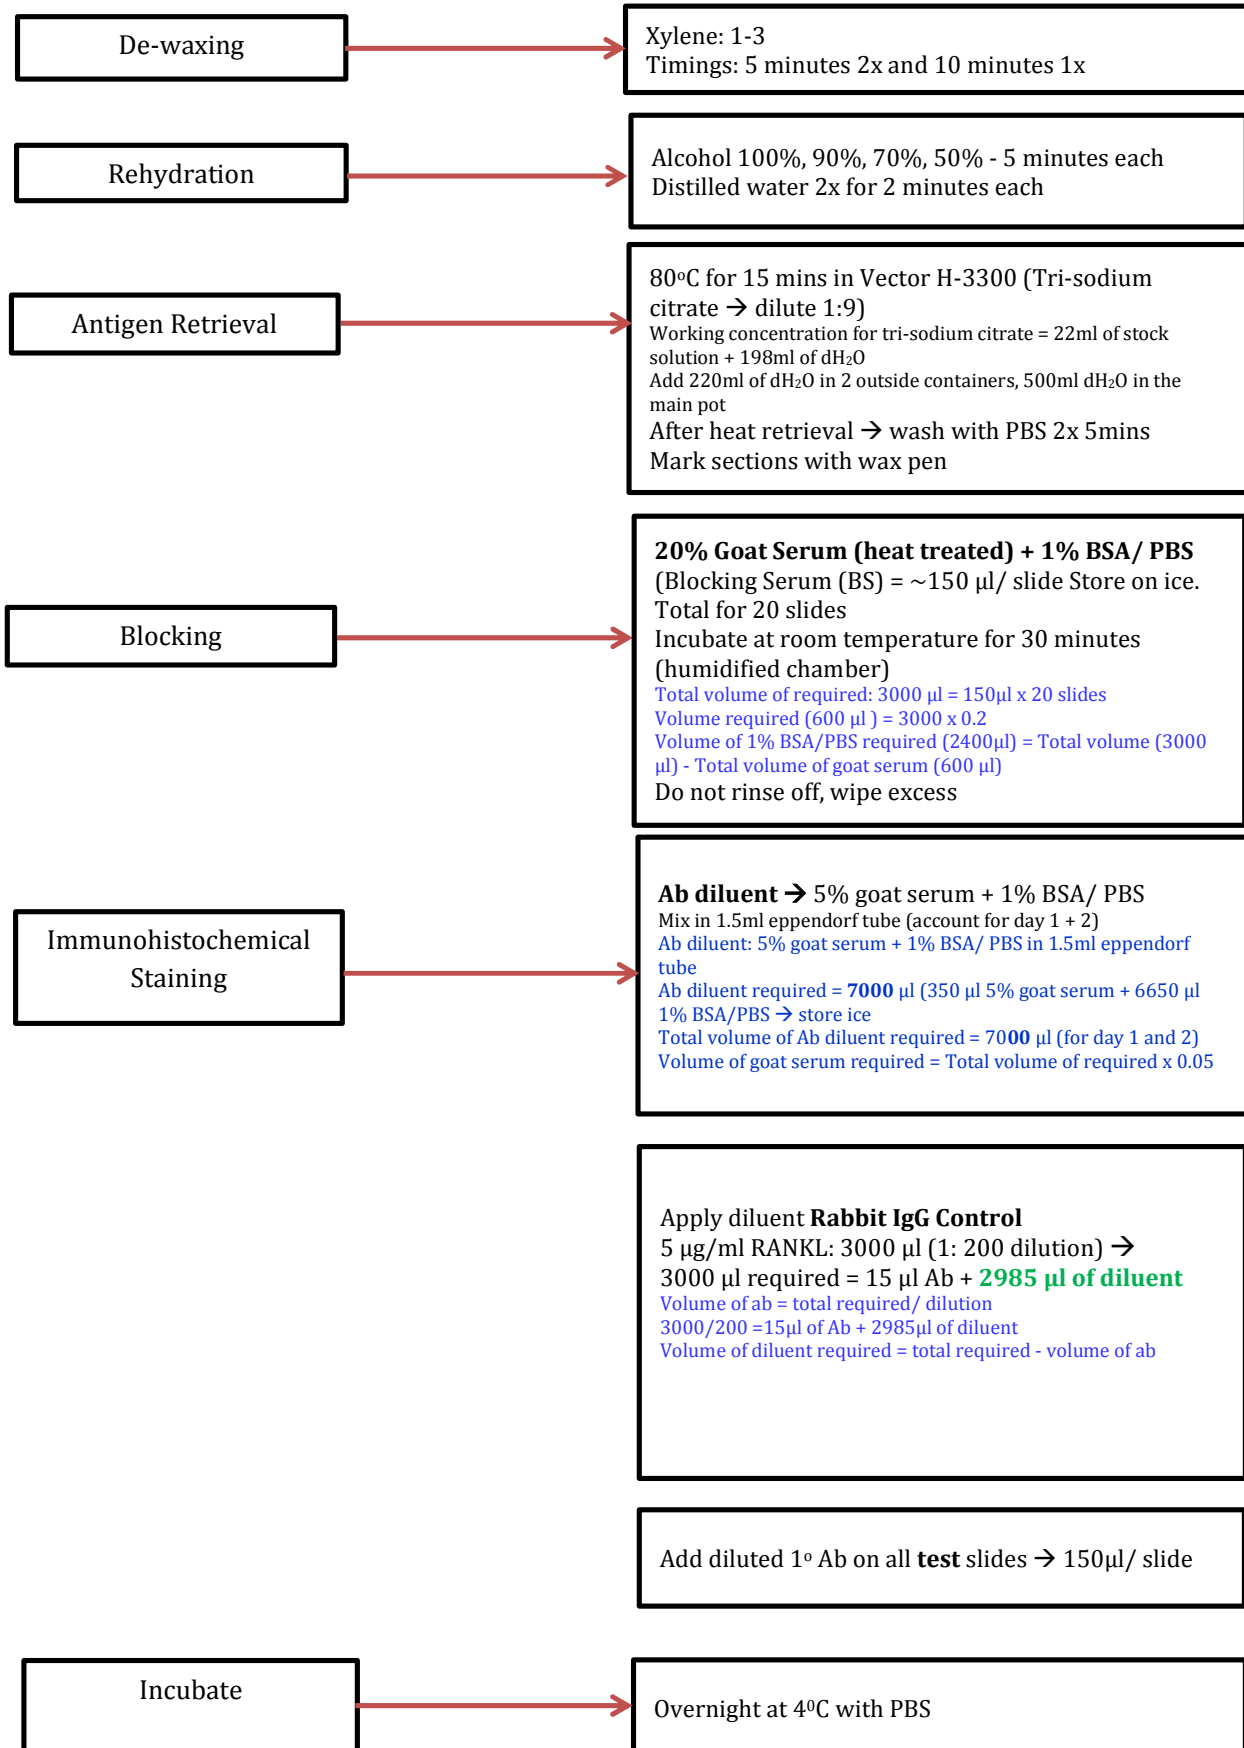 De-waxing
Xylene: 1-3
Timings: 5 minutes 2x and 10 minutes 1x
Rehydration
Alcohol 100%, 90%, 70%, 50% - 5 minutes each
Distilled water 2x for 2 minutes each
Antigen Retrieval
80ᵒC for 15 mins in Vector H-3300 (Tri-sodium
citrate → dilute 1:9)
Working concentration for tri-sodium citrate = 22ml of stock
solution + 198ml of dH₂O
Add 220ml of dH₂O in 2 outside containers, 500ml dH₂O in the
main pot
After heat retrieval → wash with PBS 2x 5mins
Mark sections with wax pen
Blocking
20% Goat Serum (heat treated) + 1% BSA/ PBS
(Blocking Serum (BS) = ~150 μl/ slide Store on ice.
Total for 20 slides
Incubate at room temperature for 30 minutes
(humidified chamber)
Total volume of required: 3000 μl = 150μl x 20 slides
Volume required (600 μl ) = 3000 x 0.2
Volume of 1% BSA/PBS required (2400μl) = Total volume (3000
μl) - Total volume of goat serum (600 μl)
Do not rinse off, wipe excess
Immunohistochemical
Staining
Ab diluent → 5% goat serum + 1% BSA/ PBS
Mix in 1.5ml eppendorf tube (account for day 1 + 2)
Ab diluent: 5% goat serum + 1% BSA/ PBS in 1.5ml eppendorf
tube
Ab diluent required = 7000 μl (350 μl 5% goat serum + 6650 μl
1% BSA/PBS → store ice
Total volume of Ab diluent required = 7000 μl (for day 1 and 2)
Volume of goat serum required = Total volume of required x 0.05
Apply diluent Rabbit IgG Control
5 μg/ml RANKL: 3000 μl (1: 200 dilution) →
3000 μl required = 15 μl Ab + 2985 μl of diluent
Volume of ab = total required/ dilution
3000/200 =15μl of Ab + 2985μl of diluent
Volume of diluent required = total required - volume of ab
Add diluted 1ᵒ Ab on all test slides → 150μl/ slide
Incubate
Overnight at 4⁰C with PBS